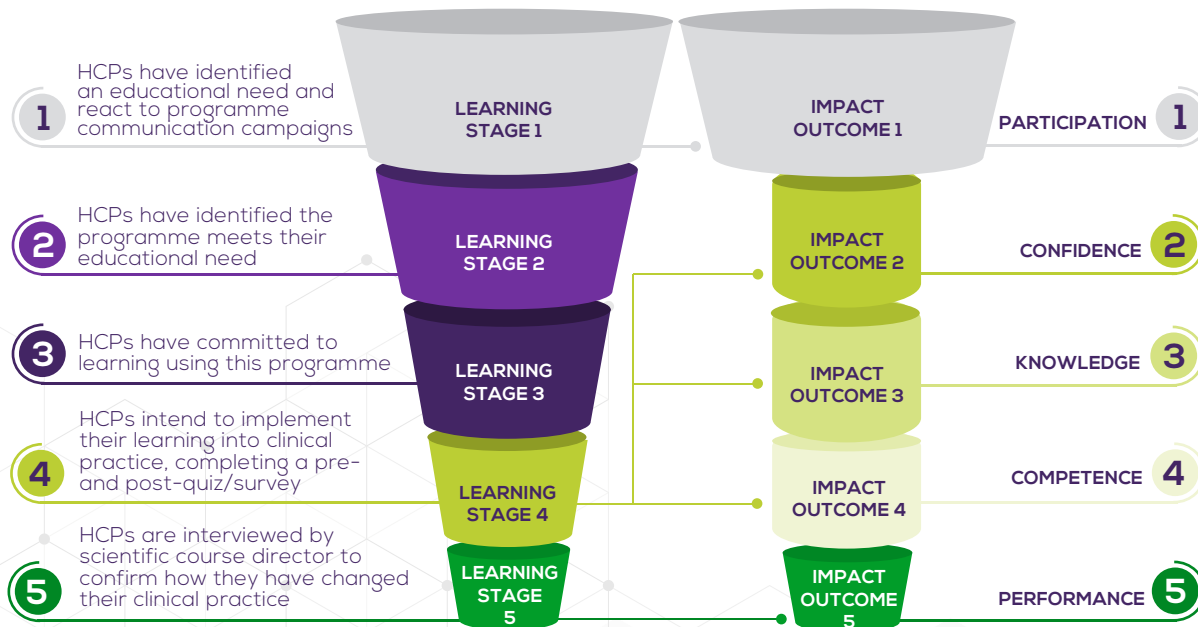 1
HCPs have identified
an educational need and
react to programme
communication campaigns
LEARNING
STAGE 1
IMPACT
OUTCOME 1
PARTICIPATION
1
2
HCPs have identified the
programme meets their
educational need
LEARNING
STAGE 2
IMPACT
OUTCOME 2
CONFIDENCE
2
3
HCPs have committed to
learning using this programme
LEARNING
STAGE 3
IMPACT
OUTCOME 3
KNOWLEDGE
3
4
HCPs intend to implement
their learning into clinical
practice, completing a pre-
and post-quiz/survey
LEARNING
STAGE 4
IMPACT
OUTCOME 4
COMPETENCE
4
5
HCPs are interviewed by
scientific course director to
confirm how they have changed
their clinical practice
LEARNING
STAGE
5
IMPACT
OUTCOME
5
PERFORMANCE
5